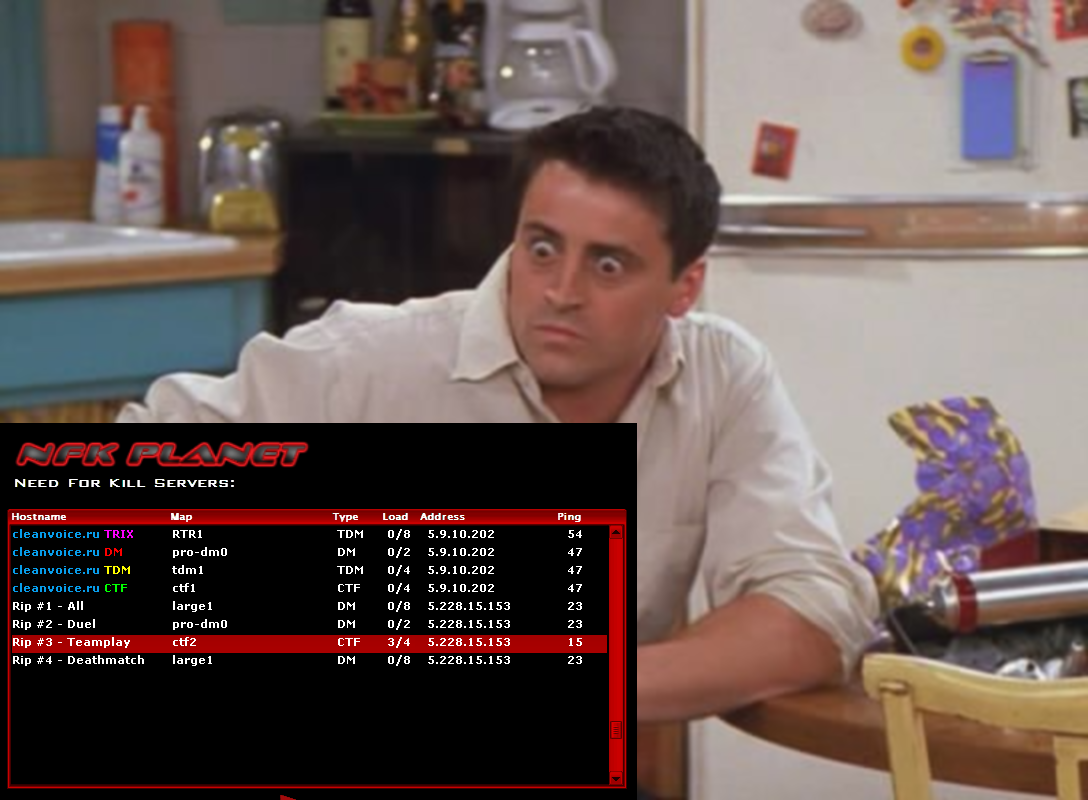 NFK PLANET
NEED FOR KILL SERVERS:
Hostname Map Type Load Address Ping
cleanvoice.ru TRIX RTR1 TDM 0/8 5.9.10.202 54
cleanvoice.ru DM pro-dm0 DM 0/2 5.9.10.202 47
cleanvoice.ru TDM tdm1 TDM 0/4 5.9.10.202 47
cleanvoice.ru CTF ctf1 CTF 0/4 5.9.10.202 47
Rip #1 - All large1 DM 0/8 5.228.15.153 23
Rip #2 - Duel pro-dm0 DM 0/2 5.228.15.153 23
Rip #3 - Teamplay ctf2 CTF 3/4 5.228.15.153 15
Rip #4 - Deathmatch large1 DM 0/8 5.228.15.153 23